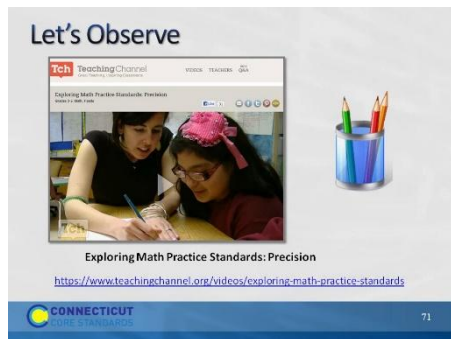 Let's Observe
Tch TeachingChannel
VIDEOS TEACHERS Q&A
Exploring Math Practice Standards: Precision
Tch
Exploring Math Practice Standards: Precision
https://www.teachingchannel.org/videos/exploring-math-practice-standards
CONNECTICUT
CORE STANDARDS
71